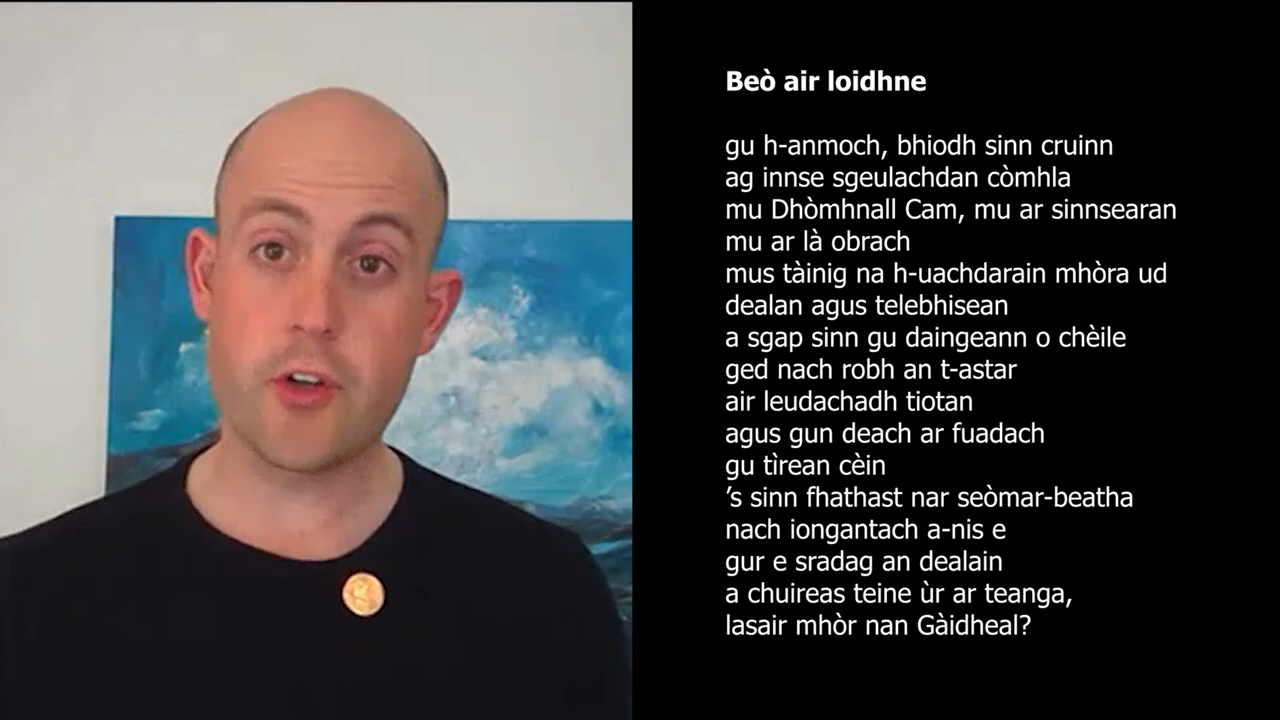 Beò air loidhne
gu h-anmoch, bhiodh sinn cruinn
ag innse sgeulachdan còmhla
mu Dhòmhnall Cam, mu ar sinnsearan
mu ar là obrach
mus tàinig na h-uachdarain mhòra ud
dealan agus telebhisean
a sgap sinn gu daingeann o chèile
ged nach robh an t-astar
air leudachadh tiotan
agus gun deach ar fuadach
gu tìrean cèin
’s sinn fhathast nar seòmar-beatha
nach iongantach a-nis e
gur e sradag an dealain
a chuireas teine ùr ar teanga,
lasair mhòr nan Gàidheal?